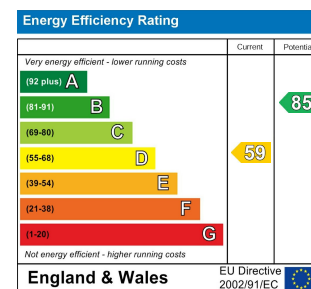 Energy Efficiency Rating
Current Potentia
Very energy efficient - lower running costs
(92 plus) A
(81-91) B
85
(69-80) C
(55-68) D
59
(39-54) E
(21-38) F
(1-20) G
Not energy efficient - higher running costs
England & Wales
EU Directive
2002/91/EC